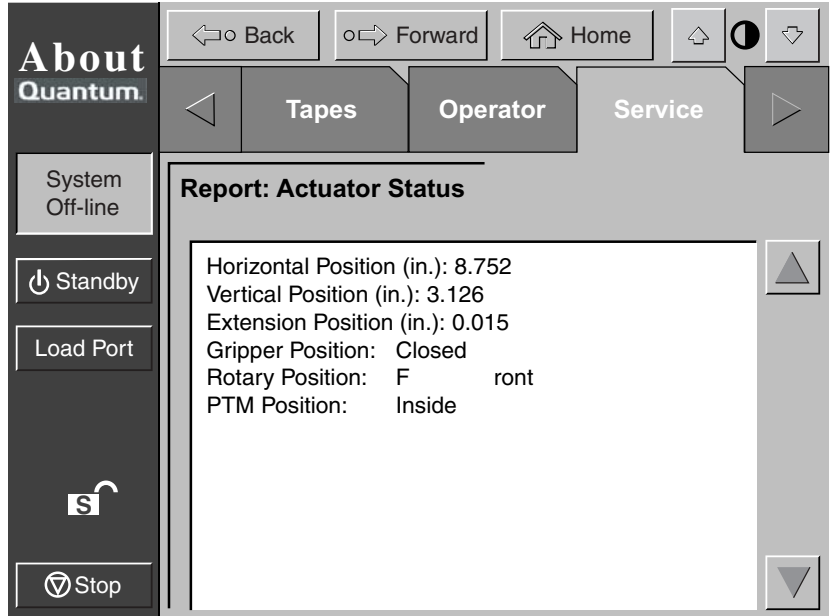 About
Quantum.
Back
Forward
Home
Tapes
Operator
Service
System
Off-line
Standby
Load Port
S
Stop
Report: Actuator Status
Horizontal Position (in.): 8.752
Vertical Position (in.): 3.126
Extension Position (in.): 0.015
Gripper Position: Closed
Rotary Position: F ront
PTM Position: Inside